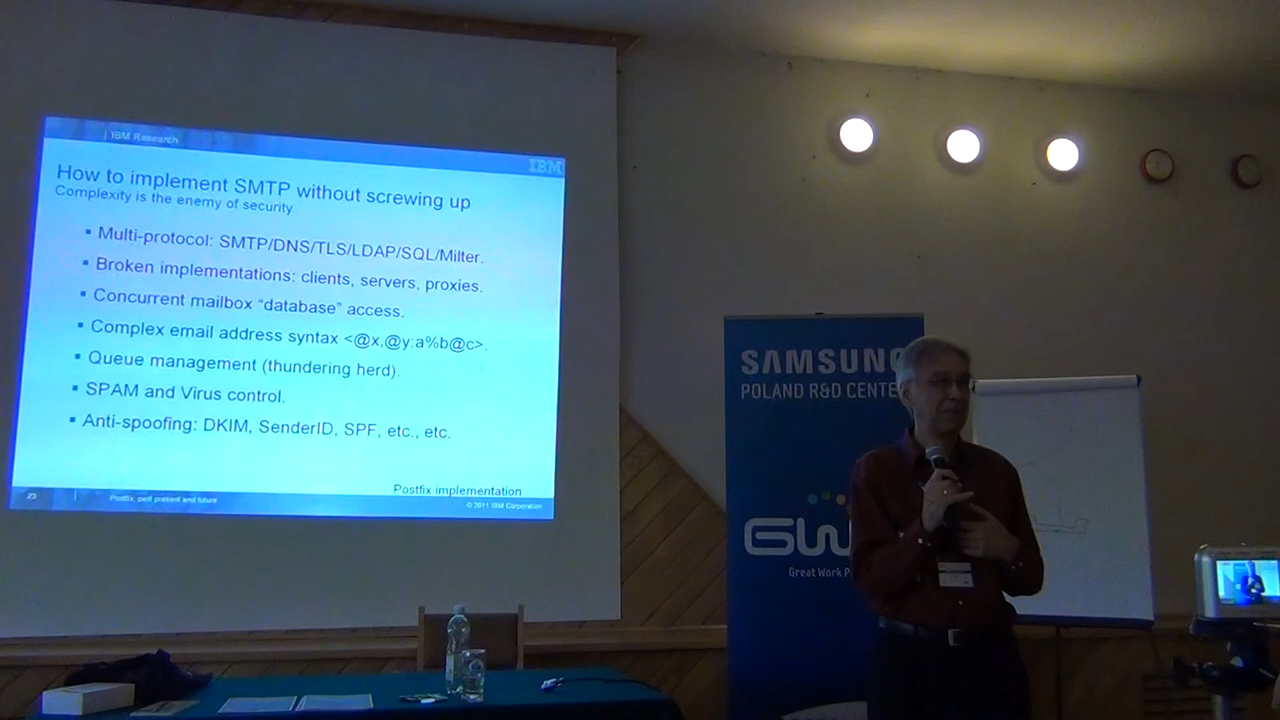 | IBM Research
IBM
How to implement SMTP without screwing up
Complexity is the enemy of security
▪ Multi-protocol: SMTP/DNS/TLS/LDAP/SQL/Milter.
▪ Broken implementations: clients, servers, proxies.
▪ Concurrent mailbox “database” access.
▪ Complex email address syntax <@x,@y:a%b@c>.
▪ Queue management (thundering herd).
▪ SPAM and Virus control.
▪ Anti-spoofing: DKIM, SenderID, SPF, etc., etc.
Postfix implementation
23
Postfix, past present and future
© 2011 IBM Corporation
SAMSUNG
POLAND R&D CENTE
GW
Great Work P